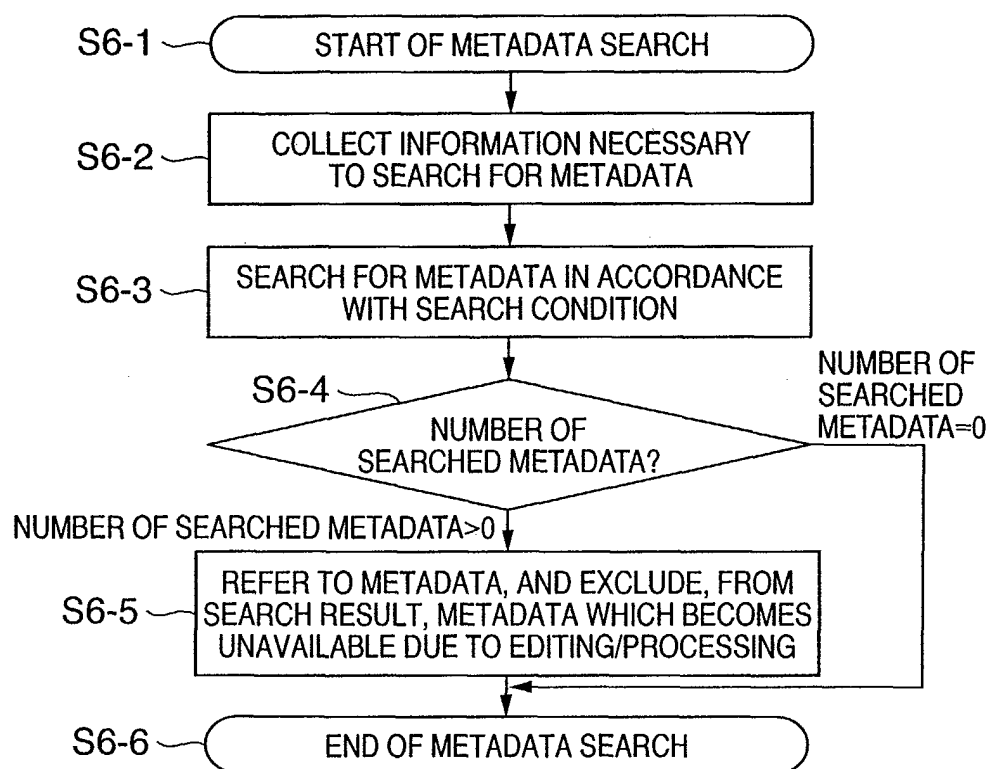 S6-1
START OF METADATA SEARCH
S6-2
COLLECT INFORMATION NECESSARY
TO SEARCH FOR METADATA
S6-3
SEARCH FOR METADATA IN ACCORDANCE
WITH SEARCH CONDITION
S6-4
NUMBER OF
SEARCHED METADATA?
NUMBER OF
SEARCHED
METADATA=0
NUMBER OF SEARCHED METADATA>0
S6-5
REFER TO METADATA, AND EXCLUDE, FROM
SEARCH RESULT, METADATA WHICH BECOMES
UNAVAILABLE DUE TO EDITING/PROCESSING
S6-6
END OF METADATA SEARCH